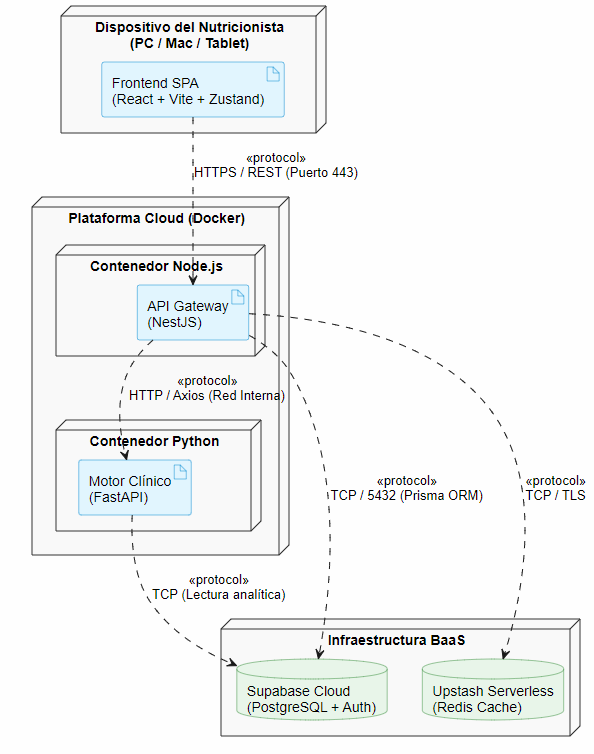 Dispositivo del Nutricionista
(PC / Mac / Tablet)
Frontend SPA
(React + Vite + Zustand)
«protocol»
HTTPS / REST (Puerto 443)
Plataforma Cloud (Docker)
Contenedor Node.js
API Gateway
(NestJS)
«protocol»
HTTP / Axios (Red Interna)
Contenedor Python
Motor Clínico
(FastAPI)
«protocol»
TCP / 5432 (Prisma ORM)
«protocol»
TCP / TLS
«protocol»
TCP (Lectura analítica)
Infraestructura BaaS
Supabase Cloud
(PostgreSQL + Auth)
Upstash Serverless
(Redis Cache)